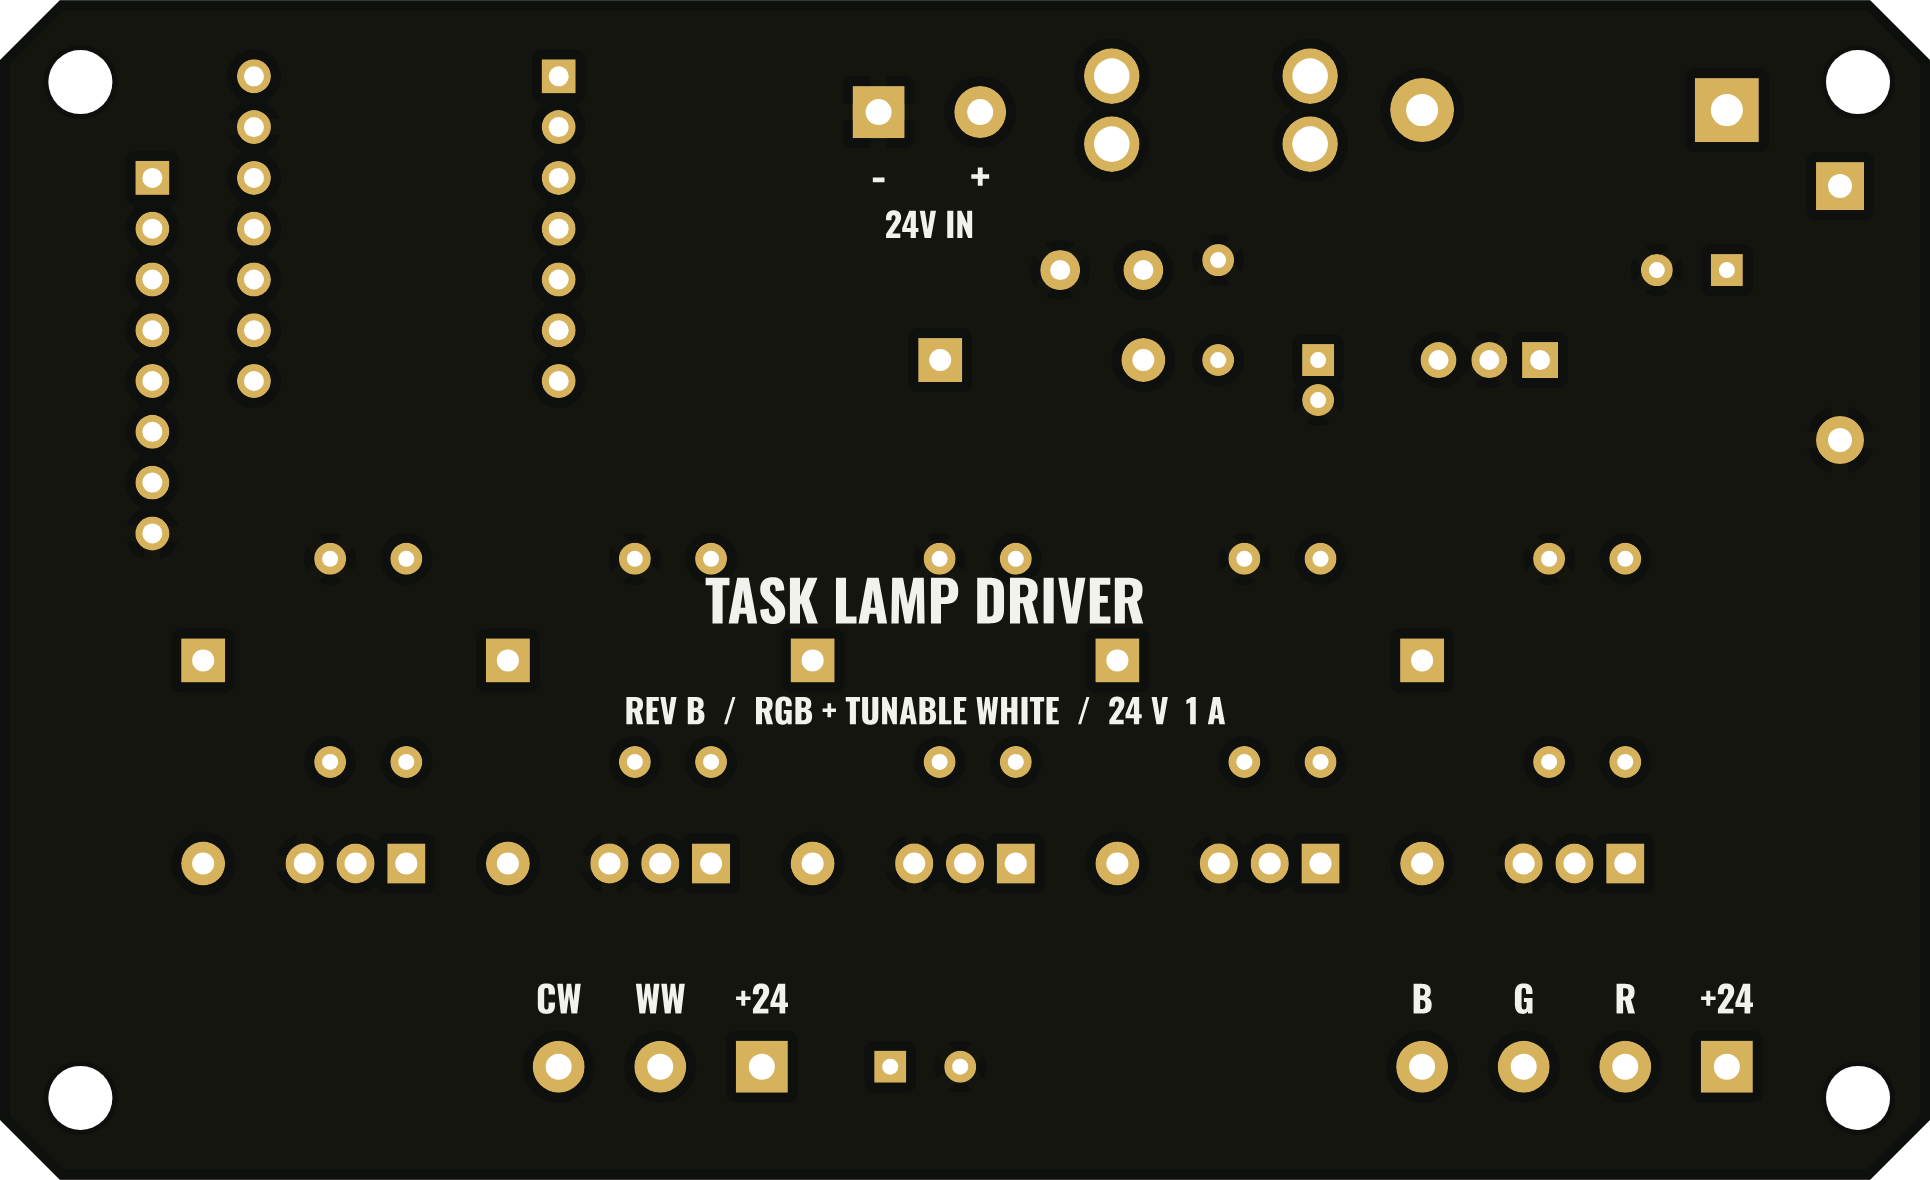 - +
24V IN
TASK LAMP DRIVER
REV B / RGB + TUNABLE WHITE / 24 V 1 A
CW WW +24
B G R +24